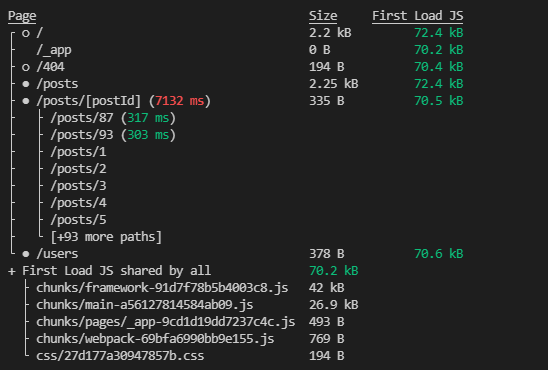 Page Size First Load JS
┌ ○ / 2.2 kB 72.4 kB
├ /_app 0 B 70.2 kB
├ ○ /404 194 B 70.4 kB
├ ● /posts 2.25 kB 72.4 kB
├ ● /posts/[postId] (7132 ms) 335 B 70.5 kB
├ ├ /posts/87 (317 ms)
├ ├ /posts/93 (303 ms)
├ ├ /posts/1
├ ├ /posts/2
├ ├ /posts/3
├ ├ /posts/4
├ ├ /posts/5
├ └ [+93 more paths]
└ ● /users 378 B 70.6 kB
+ First Load JS shared by all 70.2 kB
├ chunks/framework-91d7f78b5b4003c8.js 42 kB
├ chunks/main-a56127814584ab09.js 26.9 kB
├ chunks/pages/_app-9cd1d19dd7237c4c.js 493 B
├ chunks/webpack-69bfa6990bb9e155.js 769 B
└ css/27d177a30947857b.css 194 B